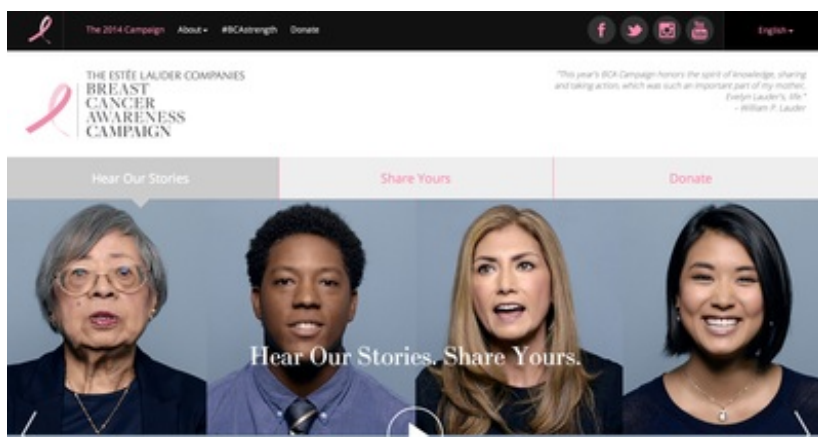 The 2014 Campaign About #BCAstrength Donate English
THE ESTÉE LAUDER COMPANIES
BREAST
CANCER
AWARENESS
CAMPAIGN
"This year's BCA Campaign honors the spirit of knowledge, sharing
and taking action, which was such an important part of my mother,
Evelyn Lauder's, life."
– William P. Lauder
Hear Our Stories Share Yours Donate
Hear Our Stories. Share Yours.